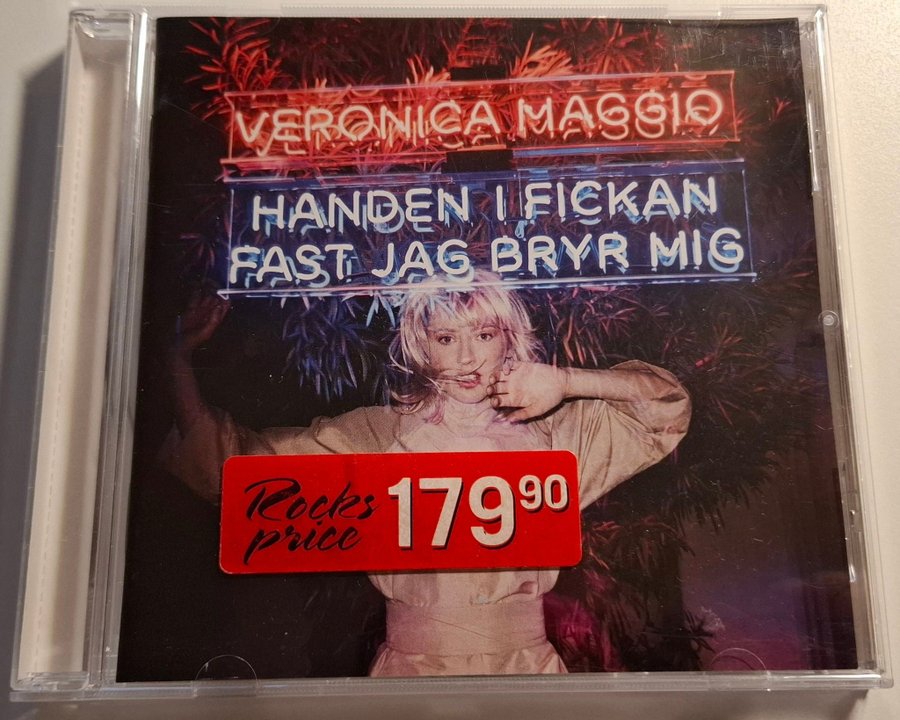 VERONICA MAGGIO
HANDEN I FICKAN
FAST JAG BRYR MIG
Rocks
price
179 90